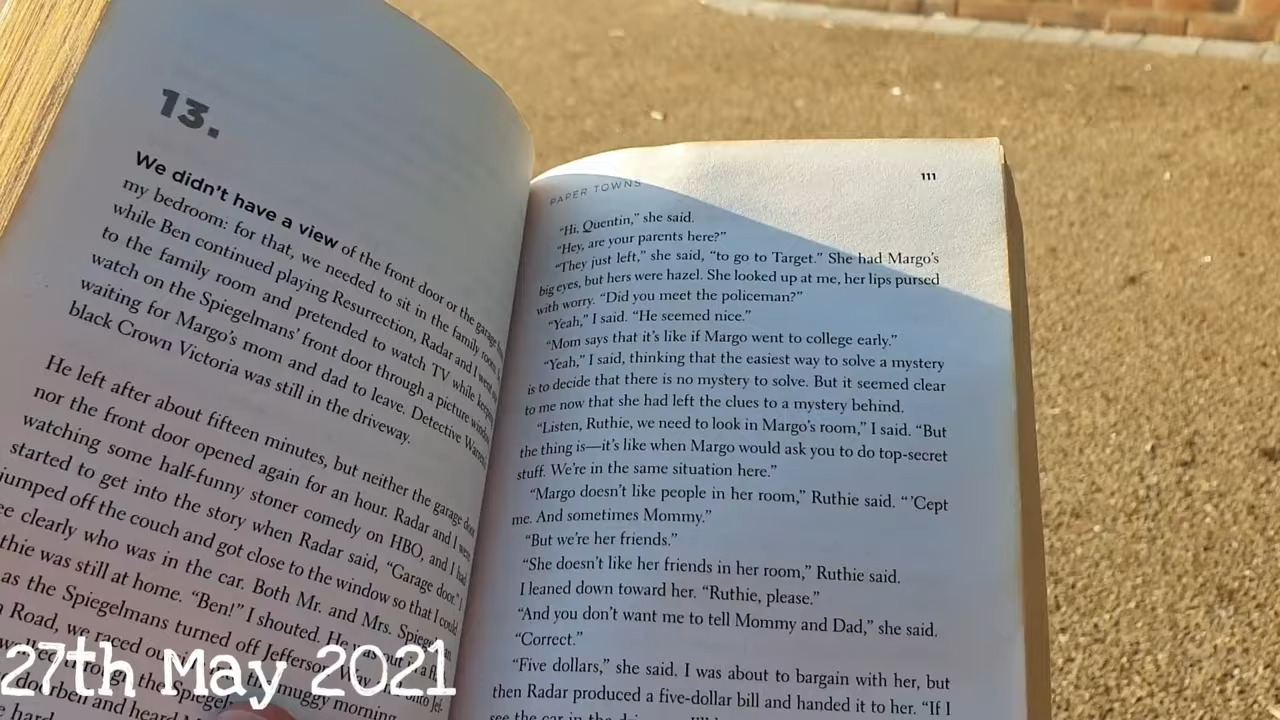 13.
We didn't have a view of the front door or the garage
my bedroom: for that, we needed to sit in the family room.
while Ben continued playing Resurrection, Radar and I went
to the family room and pretended to watch TV while keeping
watch on the Spiegelmans' front door through a picture window
waiting for Margo's mom and dad to leave. Detective Warren's
black Crown Victoria was still in the driveway.
He left after about fifteen minutes, but neither the garage door
nor the front door opened again for an hour. Radar and I were
watching some half-funny stoner comedy on HBO, and I had
started to get into the story when Radar said, "Garage door." I
jumped off the couch and got close to the window so that I could
clearly who was in the car. Both Mr. and Mrs.
was still at home. "Ben!" I shouted. He was out in a
as the Spiegelmans turned off Jefferson Way and onto
Road, we raced muggy morning
through the
doorbell and heard
PAPER TOWNS
111
"Hi, Quentin," she said.
"Hey, are your parents here?"
"They just left," she said, "to go to Target." She had Margo's
big eyes, but hers were hazel. She looked up at me, her lips pursed
with worry. "Did you meet the policeman?"
"Yeah," I said. "He seemed nice."
"Mom says that it's like if Margo went to college early."
"Yeah," I said, thinking that the easiest way to solve a mystery
is to decide that there is no mystery to solve. But it seemed clear
to me now that she had left the clues to a mystery behind.
"Listen, Ruthie, we need to look in Margo's room," I said. "But
the thing is—it's like when Margo would ask you to do top-secret
stuff. We're in the same situation here."
"Margo doesn't like people in her room," Ruthie said. "'Cept
me. And sometimes Mommy."
"But we're her friends."
"She doesn't like her friends in her room," Ruthie said.
I leaned down toward her. "Ruthie, please."
"And you don't want me to tell Mommy and Dad," she said.
"Correct."
"Five dollars," she said. I was about to bargain with her, but
then Radar produced a five-dollar bill and handed it to her. "If I
see the car in the
27th May 2021